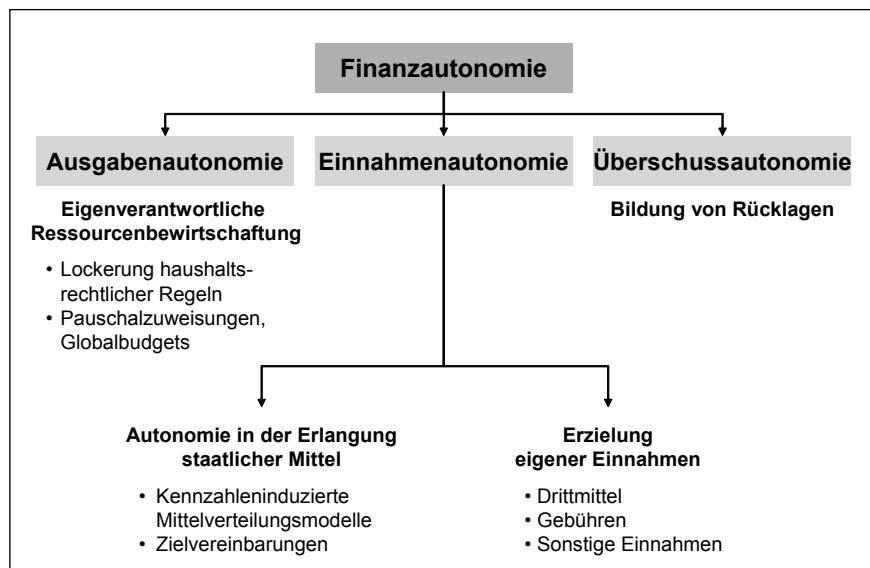 Finanzautonomie
Ausgabenautonomie
Eigenverantwortliche
Ressourcenbewirtschaftung
• Lockerung haushalts-
rechtlicher Regeln
• Pauschalzuweisungen,
Globalbudgets
Einnahmenautonomie
Überschussautonomie
Bildung von Rücklagen
Autonomie in der Erlangung
staatlicher Mittel
• Kennzahleninduzierte
Mittelverteilungsmodelle
• Zielvereinbarungen
Erzielung
eigener Einnahmen
• Drittmittel
• Gebühren
• Sonstige Einnahmen